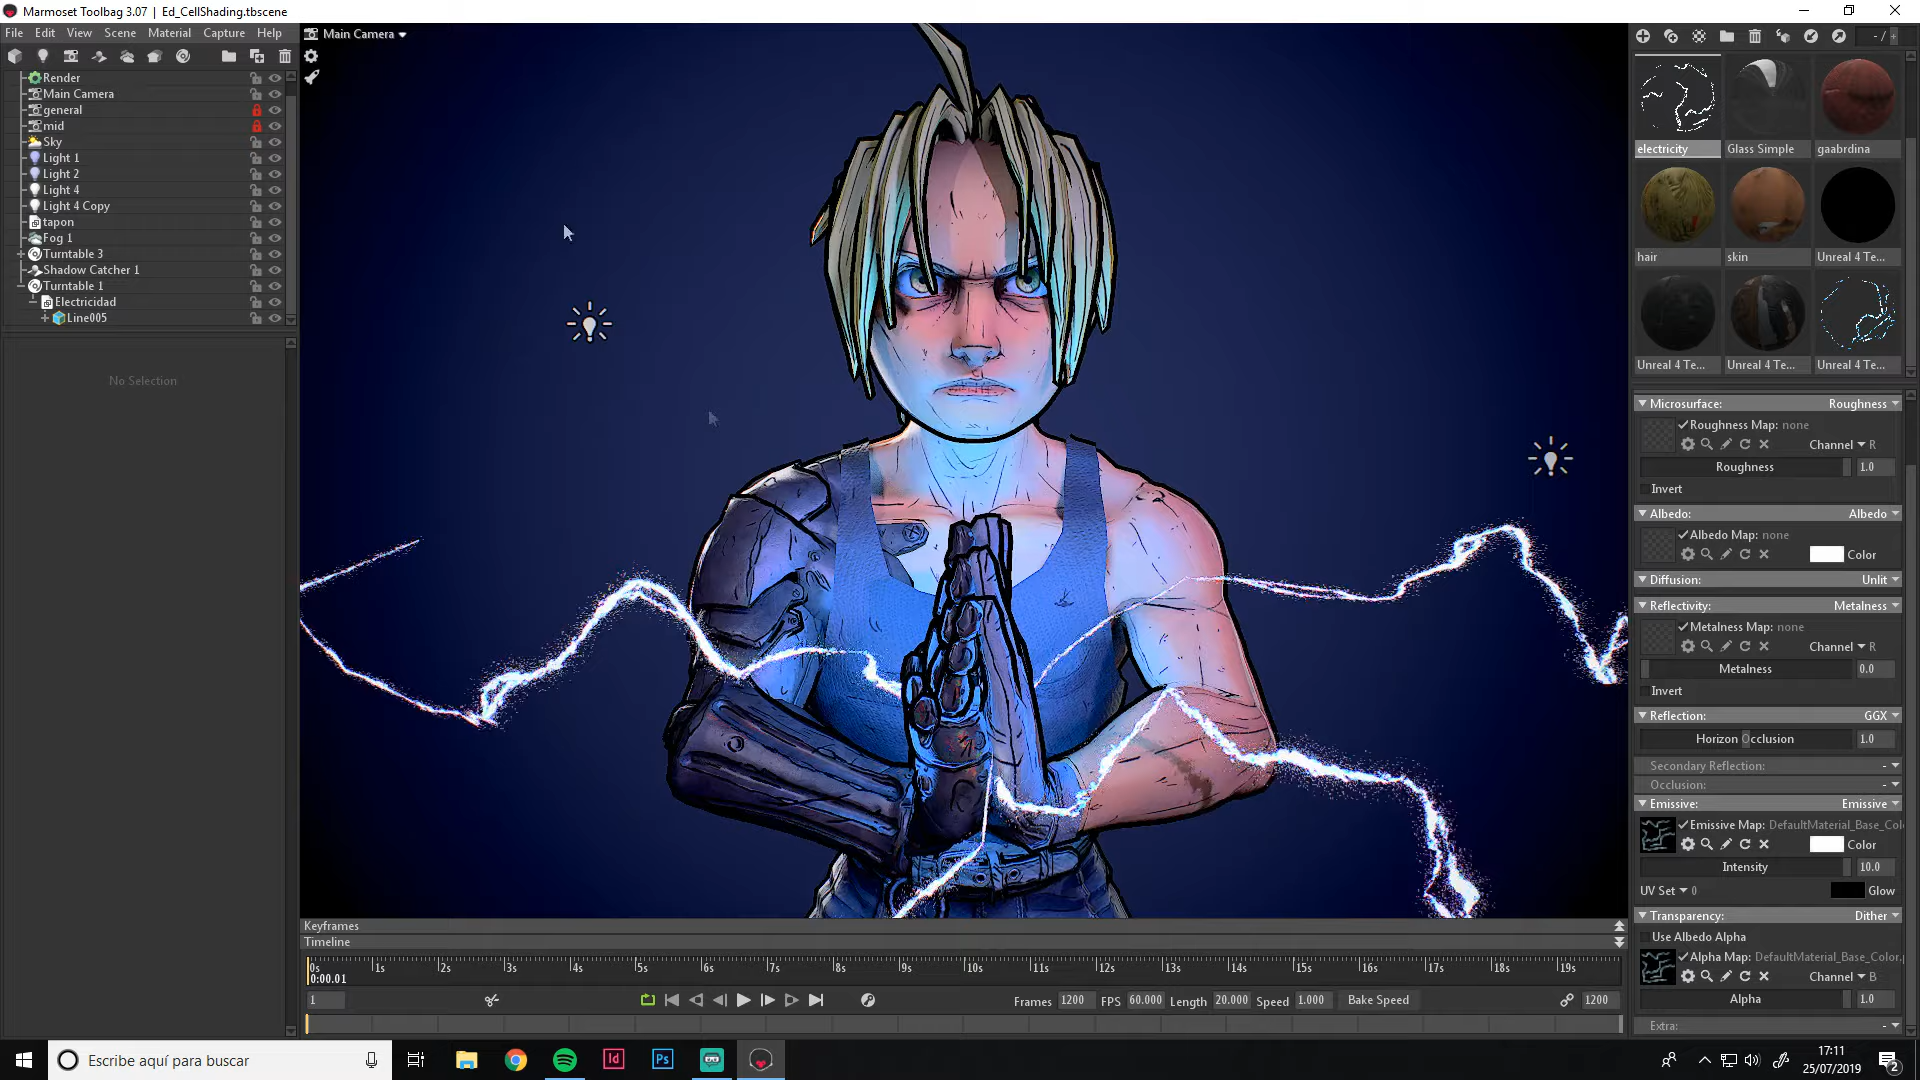 Marmoset Toolbag 3.07 | Ed_CellShading.tbscene
File Edit View Scene Material Capture Help
Main Camera
- /
Render
Main Camera
general
mid
Sky
Light 1
Light 2
Light 4
Light 4 Copy
tapon
Fog 1
Turntable 3
Shadow Catcher 1
Turntable 1
Electricidad
Line005
No Selection
electricity Glass Simple gaabrdina
hair skin Unreal 4 Te...
Unreal 4 Te... Unreal 4 Te... Unreal 4 Te...
Microsurface: Roughness
Roughness Map: none
Channel R
Roughness 1.0
Invert
Albedo: Albedo
Albedo Map: none
Color
Diffusion: Unlit
Reflectivity: Metalness
Metalness Map: none
Channel R
Metalness 0.0
Invert
Reflection: GGX
Horizon Occlusion 1.0
Secondary Reflection: -
Occlusion: -
Emissive: Emissive
Emissive Map: DefaultMaterial_Base_Colo
Color
Intensity 10.0
UV Set 0 Glow
Transparency: Dither
Use Albedo Alpha
Alpha Map: DefaultMaterial_Base_Color.
Channel B
Alpha 1.0
Extra: -
Keyframes
Timeline
0s 1s 2s 3s 4s 5s 6s 7s 8s 9s 10s 11s 12s 13s 14s 15s 16s 17s 18s 19s
0:00.01
1 Frames 1200 FPS 60.000 Length 20.000 Speed 1.000 Bake Speed 1200
Escribe aquí para buscar
Id Ps
17:11
25/07/2019
2